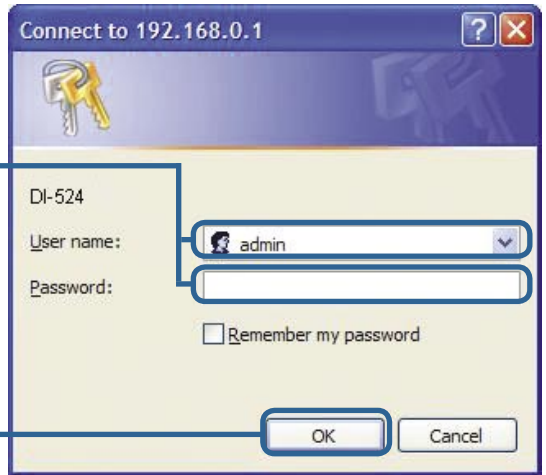 Connect to 192.168.0.1
DI-524
User name:
admin
Password:
Remember my password
OK
Cancel